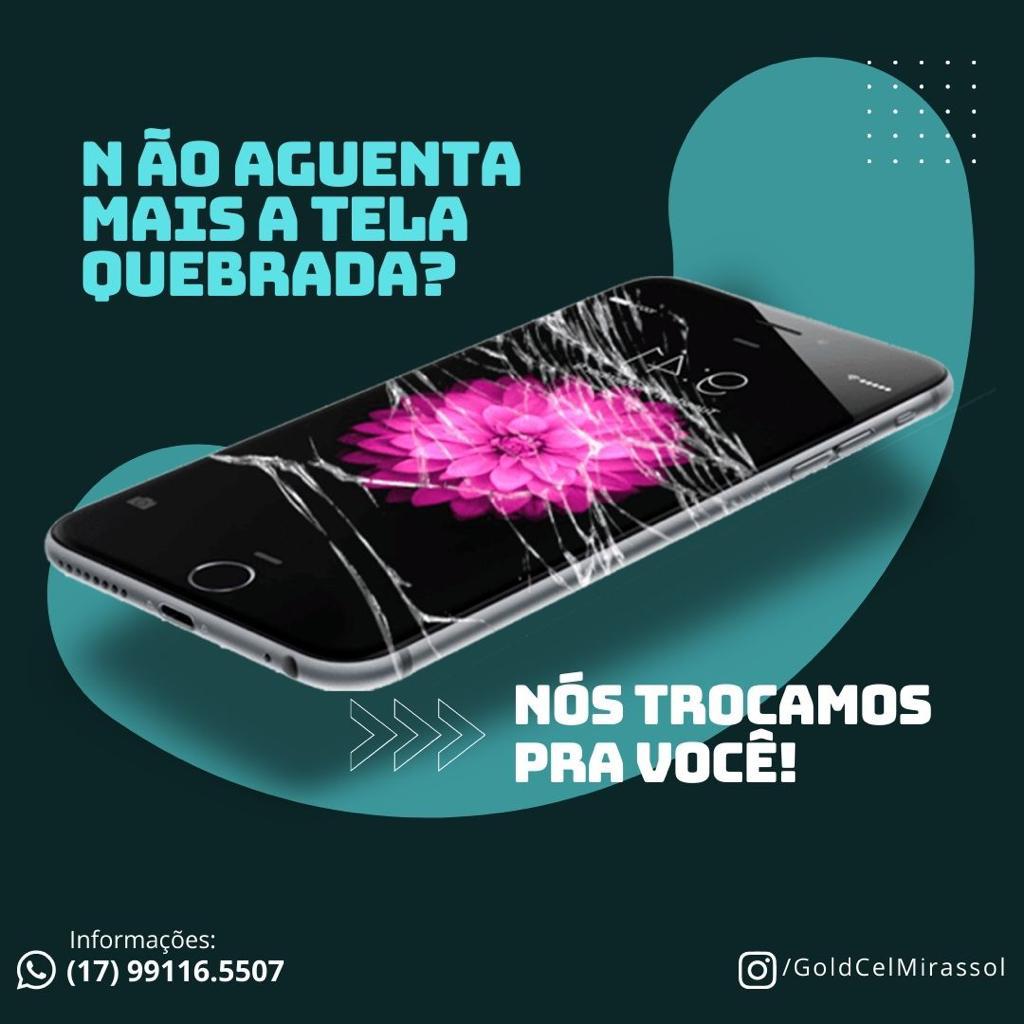 N ÃO AGUENTA
MAIS A TELA
QUEBRADA?
NÓS TROCAMOS
PRA VOCÊ!
Informações:
(17) 99116.5507
/GoldCelMirassol